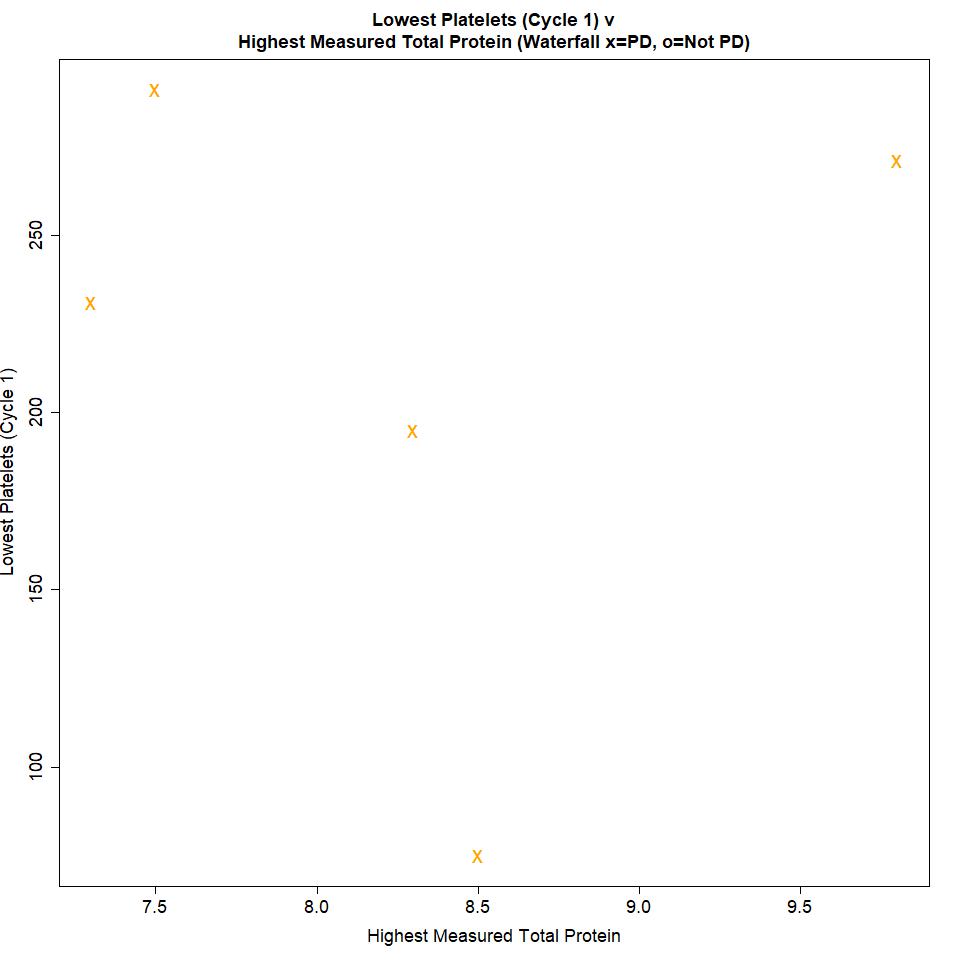 Lowest Platelets (Cycle 1) v
Highest Measured Total Protein (Waterfall x=PD, o=Not PD)
Lowest Platelets (Cycle 1)
250
200
150
100
X
X
X
X
X
7.5
8.0
8.5
9.0
9.5
Highest Measured Total Protein